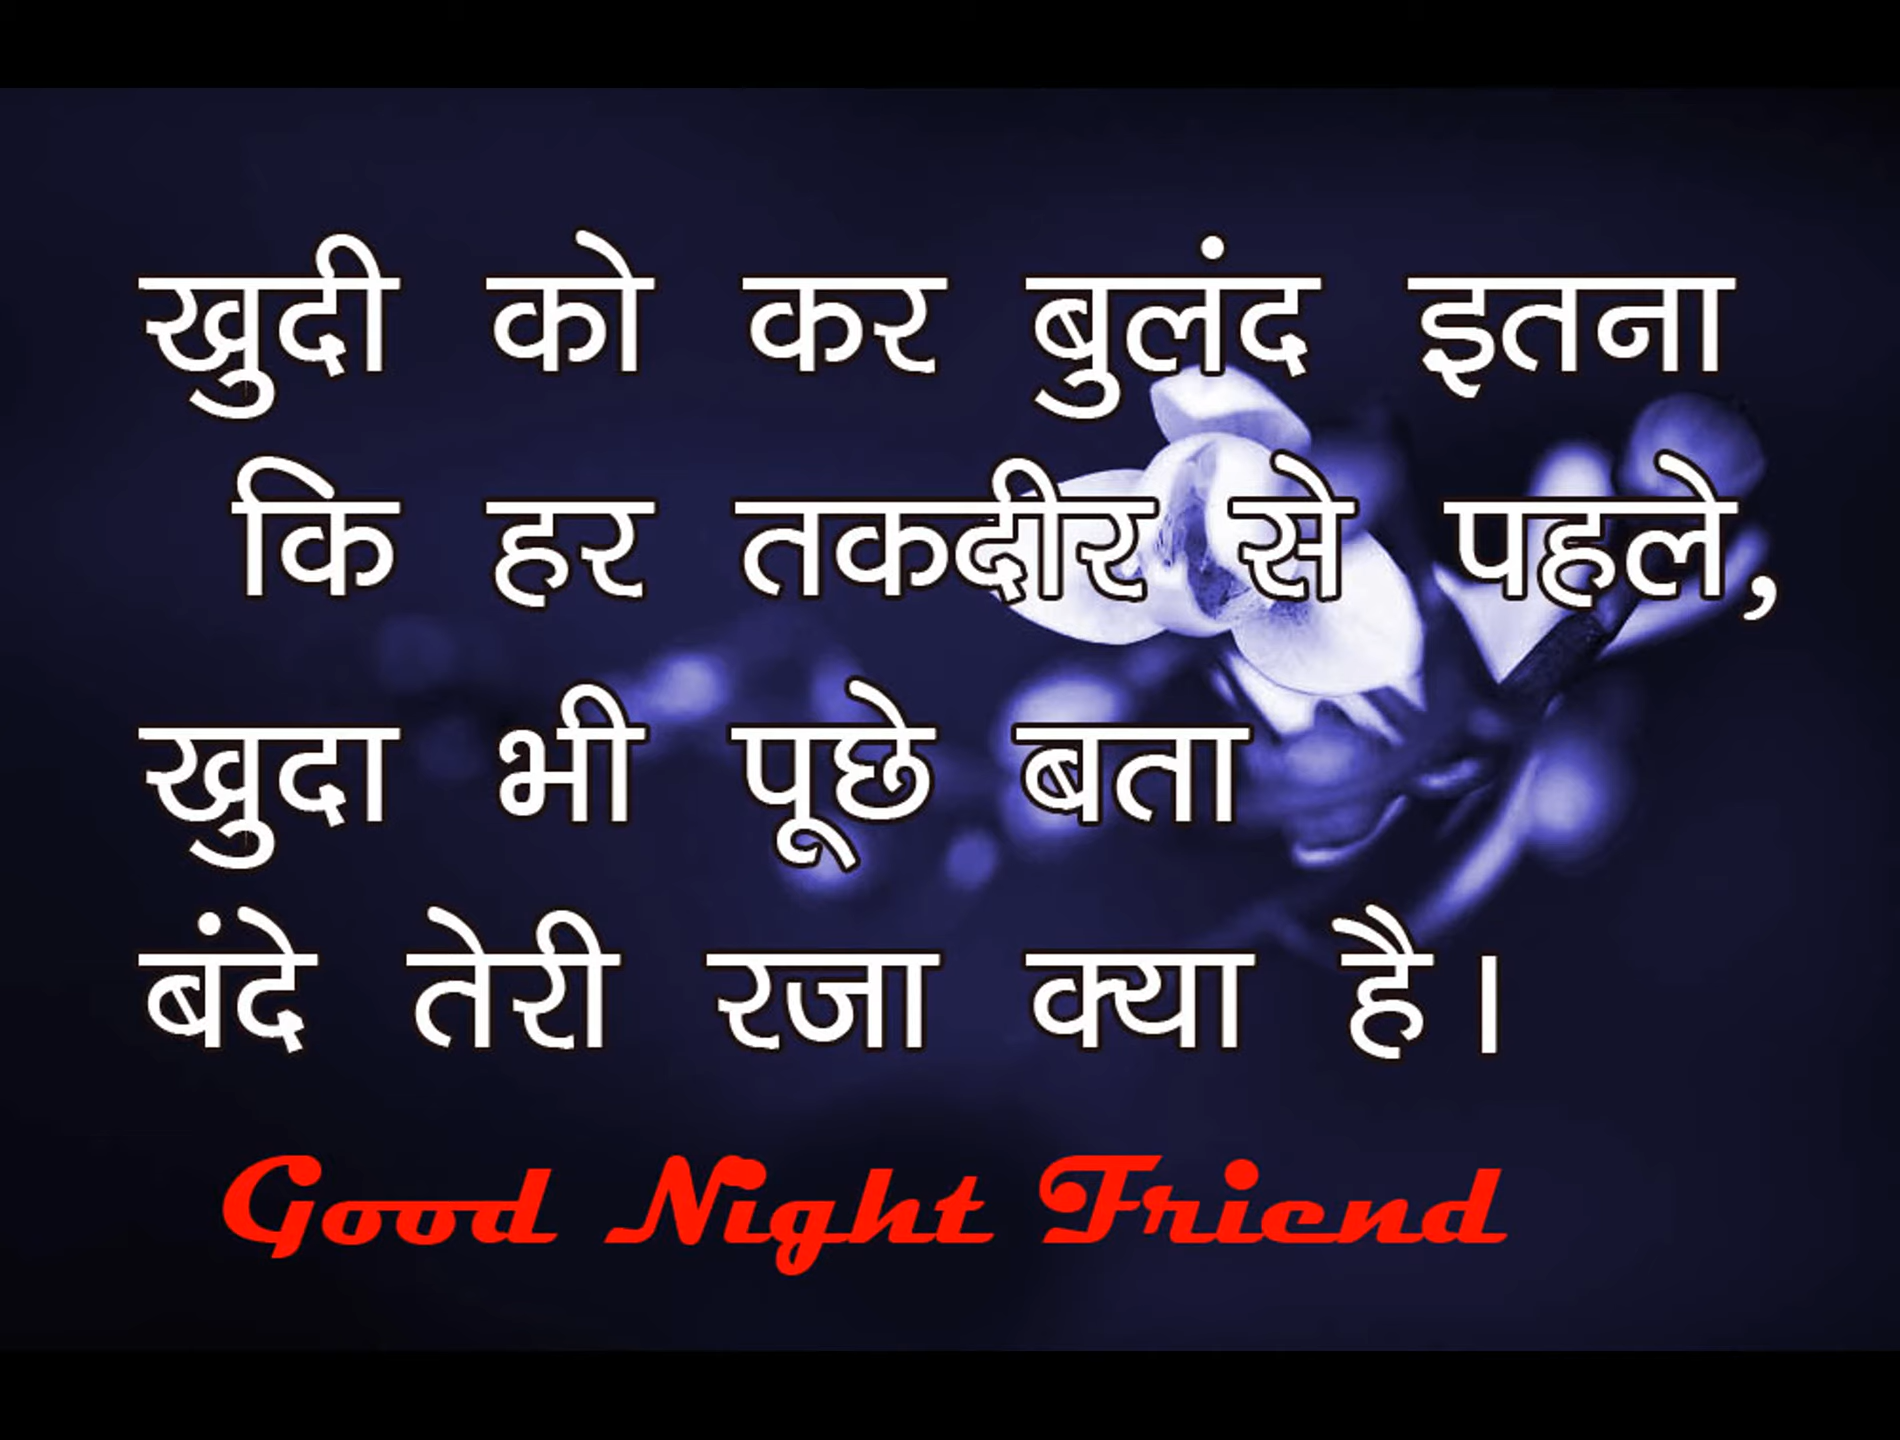 खुदी को कर बुलंद इतना
कि हर तकदीर से पहले,
खुदा भी पूछे बता
बंदे तेरी रजा क्या है।
Good Night Friend